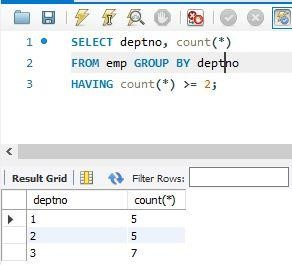 1 SELECT deptno, count(*)
2 FROM emp GROUP BY deptno
3 HAVING count(*) >= 2;
Result Grid Filter Rows:
deptno count(*)
1 5
2 5
3 7